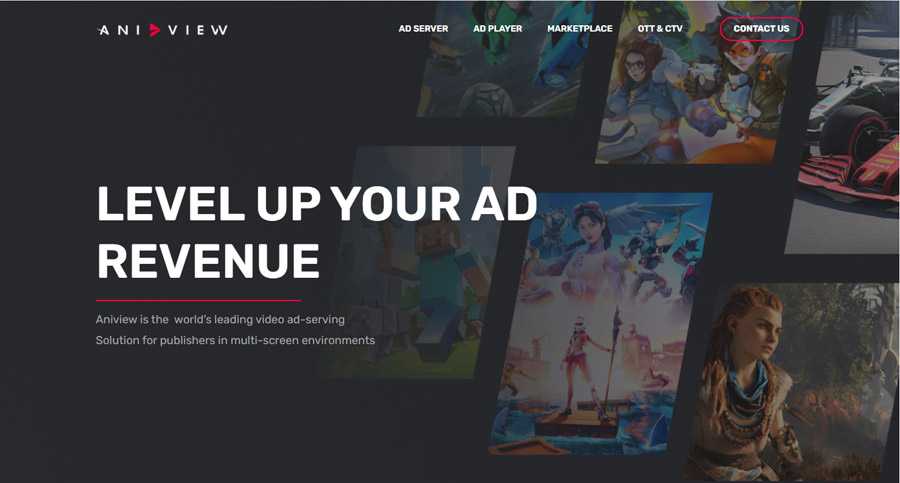 ANIVIEW
AD SERVER AD PLAYER MARKETPLACE OTT & CTV CONTACT US
LEVEL UP YOUR AD
REVENUE
Aniview is the world's leading video ad-serving
Solution for publishers in multi-screen environments